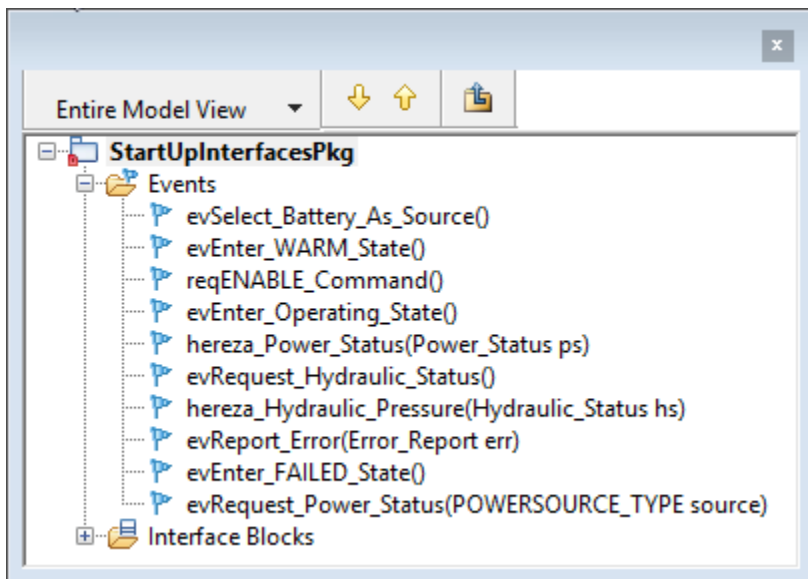 Entire Model View
StartUpInterfacesPkg
Events
evSelect_Battery_As_Source()
evEnter_WARM_State()
reqENABLE_Command()
evEnter_Operating_State()
hereza_Power_Status(Power_Status ps)
evRequest_Hydraulic_Status()
hereza_Hydraulic_Pressure(Hydraulic_Status hs)
evReport_Error(Error_Report err)
evEnter_FAILED_State()
evRequest_Power_Status(POWERSOURCE_TYPE source)
Interface Blocks